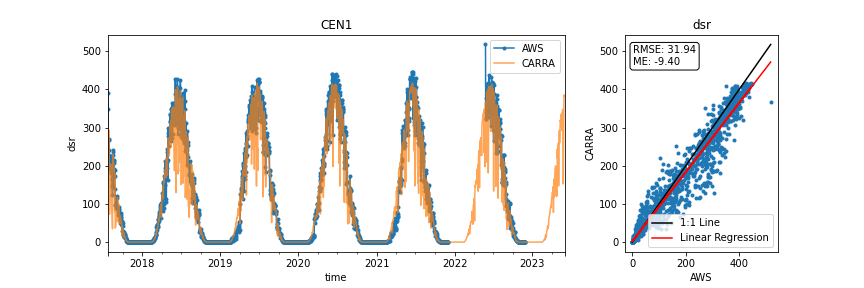 CEN1
dsr
500
400
300
200
100
0
dsr
AWS
CARRA
2018
2019
2020
2021
2022
2023
time
dsr
RMSE: 31.94
ME: -9.40
500
400
300
200
100
0
CARRA
1:1 Line
Linear Regression
0
200
400
AWS